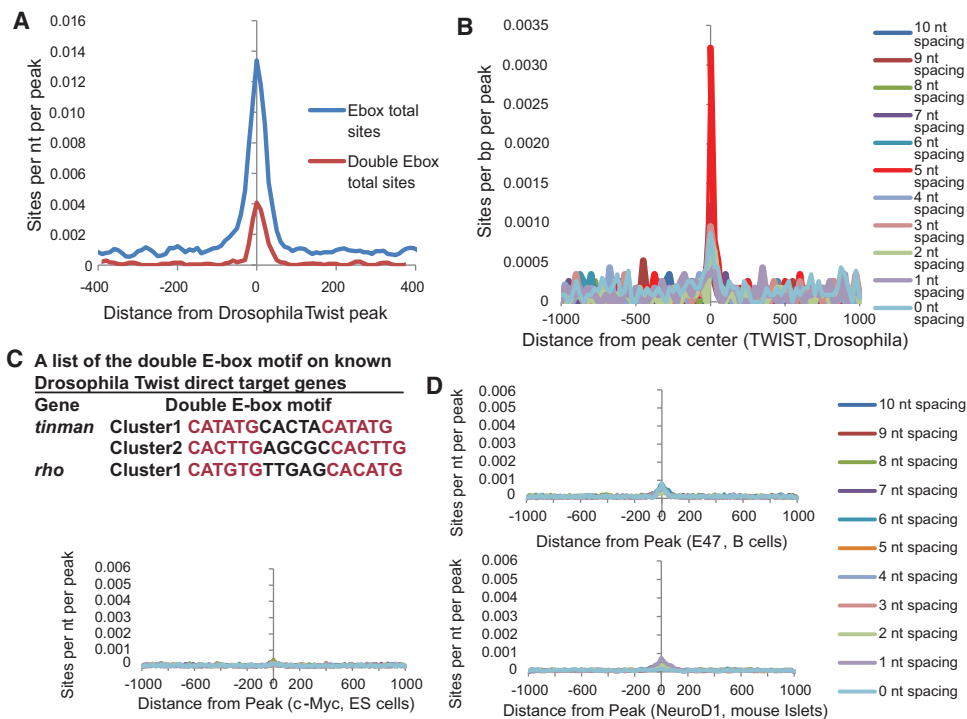 A
Sites per nt per peak
0.016
0.014
0.012
0.010
0.008
0.006
0.004
0.002
0
-400
-200
0
200
400
Ebox total
sites
Double Ebox
total sites
Distance from DrosophilaTwist peak
B
Sites per bp per peak
0.0035
0.0030
0.0025
0.0020
0.0015
0.0010
0.0005
0
-1000
-500
0
500
1000
Distance from peak center (TWIST, Drosophila)
10 nt
spacing
9 nt
spacing
8 nt
spacing
7 nt
spacing
6 nt
spacing
5 nt
spacing
4 nt
spacing
3 nt
spacing
2 nt
spacing
1 nt
spacing
0 nt
spacing
C A list of the double E-box motif on known
Drosophila Twist direct target genes
Gene Double E-box motif
tinman Cluster1 CATATGCACTACATATG
Cluster2 CACTTGAGCGCCACTTG
rho Cluster1 CATGTGTTGAGCACATG
Sites per nt per peak
0.006
0.005
0.004
0.003
0.002
0.001
0
-1000
-600
-200
0
200
600
1000
Distance from Peak (c-Myc, ES cells)
D
Sites per nt per peak
0.006
0.005
0.004
0.003
0.002
0.001
0
-1000
-600
-200
0
200
600
1000
Distance from Peak (E47, B cells)
Sites per nt per peak
0.006
0.005
0.004
0.003
0.002
0.001
0
-1000
-600
-200
0
200
600
1000
Distance from Peak (NeuroD1, mouse Islets)
10 nt spacing
9 nt spacing
8 nt spacing
7 nt spacing
6 nt spacing
5 nt spacing
4 nt spacing
3 nt spacing
2 nt spacing
1 nt spacing
0 nt spacing